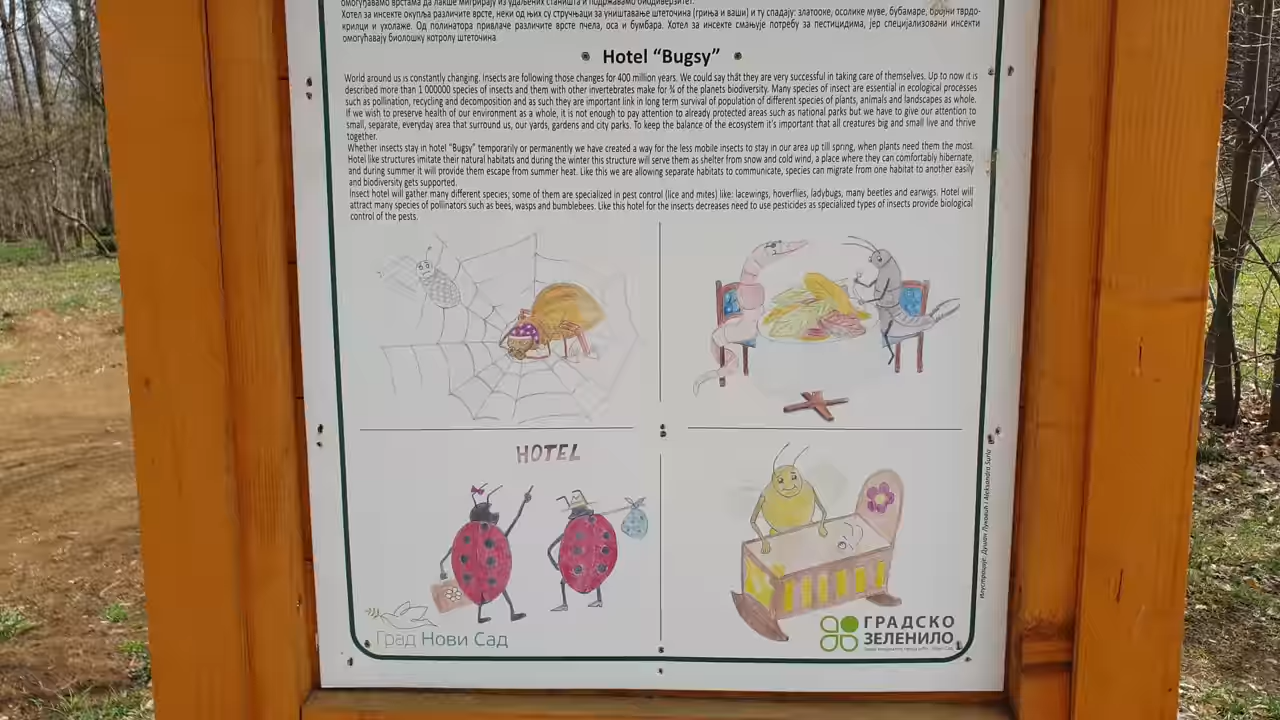 омогућавамо врстама да лакше мигрирају из удаљених станишта и подржавамо биодиверзитет.
Хотел за инсекте окупља различите врсте, неки од њих су стручњаци за уништавање штеточина (гриња и ваши) и ту спадају: златооке, осолике муве, бубамаре, бројни тврдо-
крилци и ухолаже. Од полинатора привлаче различите врсте пчела, оса и бумбара. Хотел за инсекте смањује потребу за пестицидима, јер специјализовани инсекти
омогућавају биолошку котролу штеточина.
Hotel “Bugsy”
World around us is constantly changing. Insects are following those changes for 400 million years. We could say that they are very successful in taking care of themselves. Up to now it is
described more than 1 000000 species of insects and them with other invertebrates make for ¾ of the planets biodiversity. Many species of insect are essential in ecological processes
such as pollination, recycling and decomposition and as such they are important link in long term survival of population of different species of plants, animals and landscapes as whole.
If we wish to preserve health of our environment as a whole, it is not enough to pay attention to already protected areas such as national parks but we have to give our attention to
small, separate, everyday area that surround us, our yards, gardens and city parks. To keep the balance of the ecosystem it's important that all creatures big and small live and thrive
together.
Whether insects stay in hotel “Bugsy” temporarily or permanently we have created a way for the less mobile insects to stay in our area up till spring, when plants need them the most.
Hotel like structures imitate their natural habitats and during the winter this structure will serve them as shelter from snow and cold wind, a place where they can comfortably hibernate,
and during summer it will provide them escape from summer heat. Like this we are allowing separate habitats to communicate, species can migrate from one habitat to another easily
and biodiversity gets supported.
Insect hotel will gather many different species; some of them are specialized in pest control (lice and mites) like: lacewings, hoverflies, ladybugs, many beetles and earwigs. Hotel will
attract many species of pollinators such as bees, wasps and bumblebees. Like this hotel for the insects decreases need to use pesticides as specialized types of insects provide biological
control of the pests.
HOTEL
Илустрације: Душан Луковић i Aleksandra Šurla
Град Нови Сад
ГРАДСКО
ЗЕЛЕНИЛО